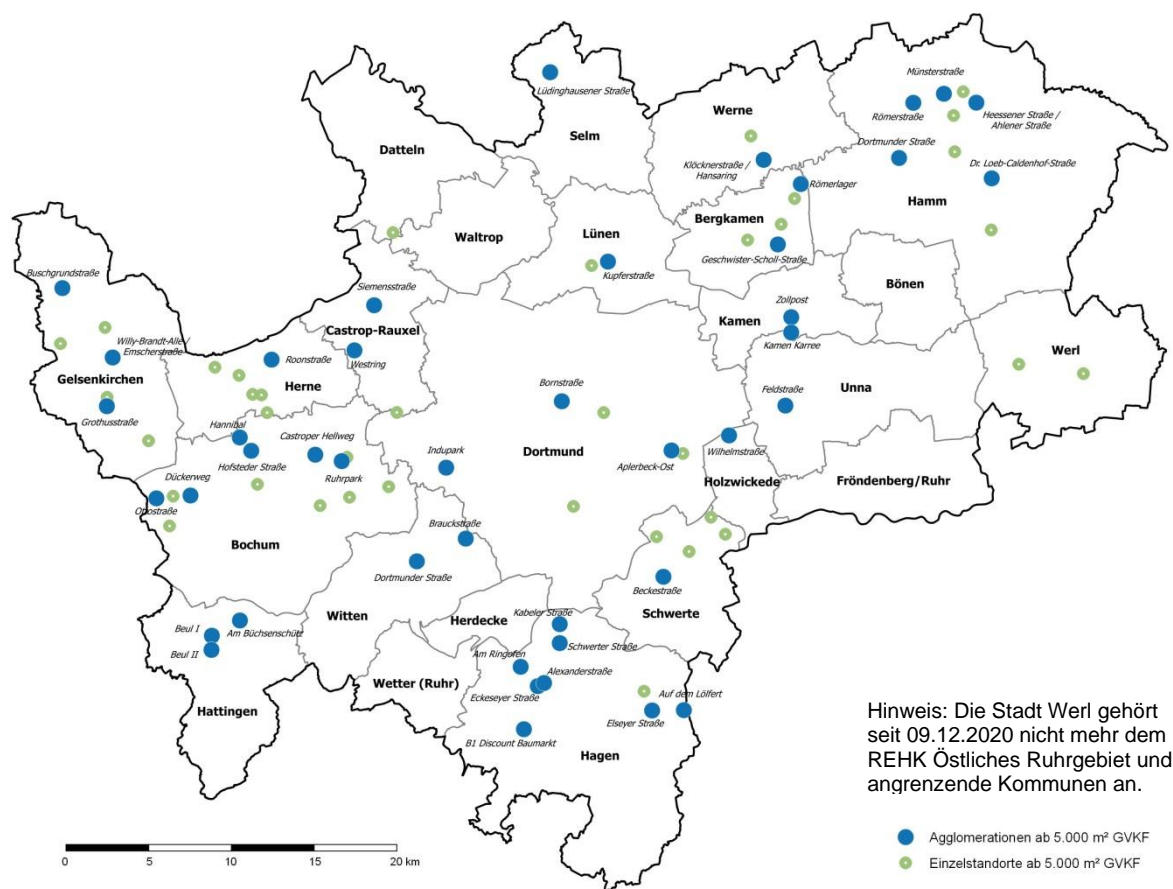 Lüdinghausener Straße
Selm
Datteln
Waltrop
Werne
Klöcknerstraße /
Hansaring
Münsterstraße
Römerstraße
Heessener Straße /
Ahlener Straße
Dortmunder Straße
Dr. Loeb-Caldenhof-Straße
Hamm
Römerlager
Bergkamen
Geschwister-Scholl-Straße
Lünen
Kupferstraße
Bönen
Buschgrundstraße
Siemensstraße
Castrop-Rauxel
Westring
Zollpost
Kamen
Kamen Karree
Werl
Willy-Brandt-Alle /
Emscherstraße
Gelsenkirchen
Grothusstraße
Roonstraße
Herne
Bornstraße
Feldstraße
Unna
Hannibal
Castroper Hellweg
Hofsteder Straße
Ruhrpark
Indupark
Dortmund
Aplerbeck-Ost
Wilhelmstraße
Holzwickede
Fröndenberg/Ruhr
Dückerweg
Ottostraße
Bochum
Brauckstraße
Dortmunder Straße
Witten
Beckestraße
Schwerte
Herdecke
Kabeler Straße
Schwerter Straße
Beul I
Am Büchsenschütz
Beul II
Hattingen
Wetter (Ruhr)
Am Ringofen
Alexanderstraße
Eckeseyer Straße
B1 Discount Baumarkt
Hagen
Elseyer Straße
Auf dem Lölfert
Hinweis: Die Stadt Werl gehört
seit 09.12.2020 nicht mehr dem
REHK Östliches Ruhrgebiet und
angrenzende Kommunen an.
Agglomerationen ab 5.000 m² GVKF
Einzelstandorte ab 5.000 m² GVKF
0 5 10 15 20 km